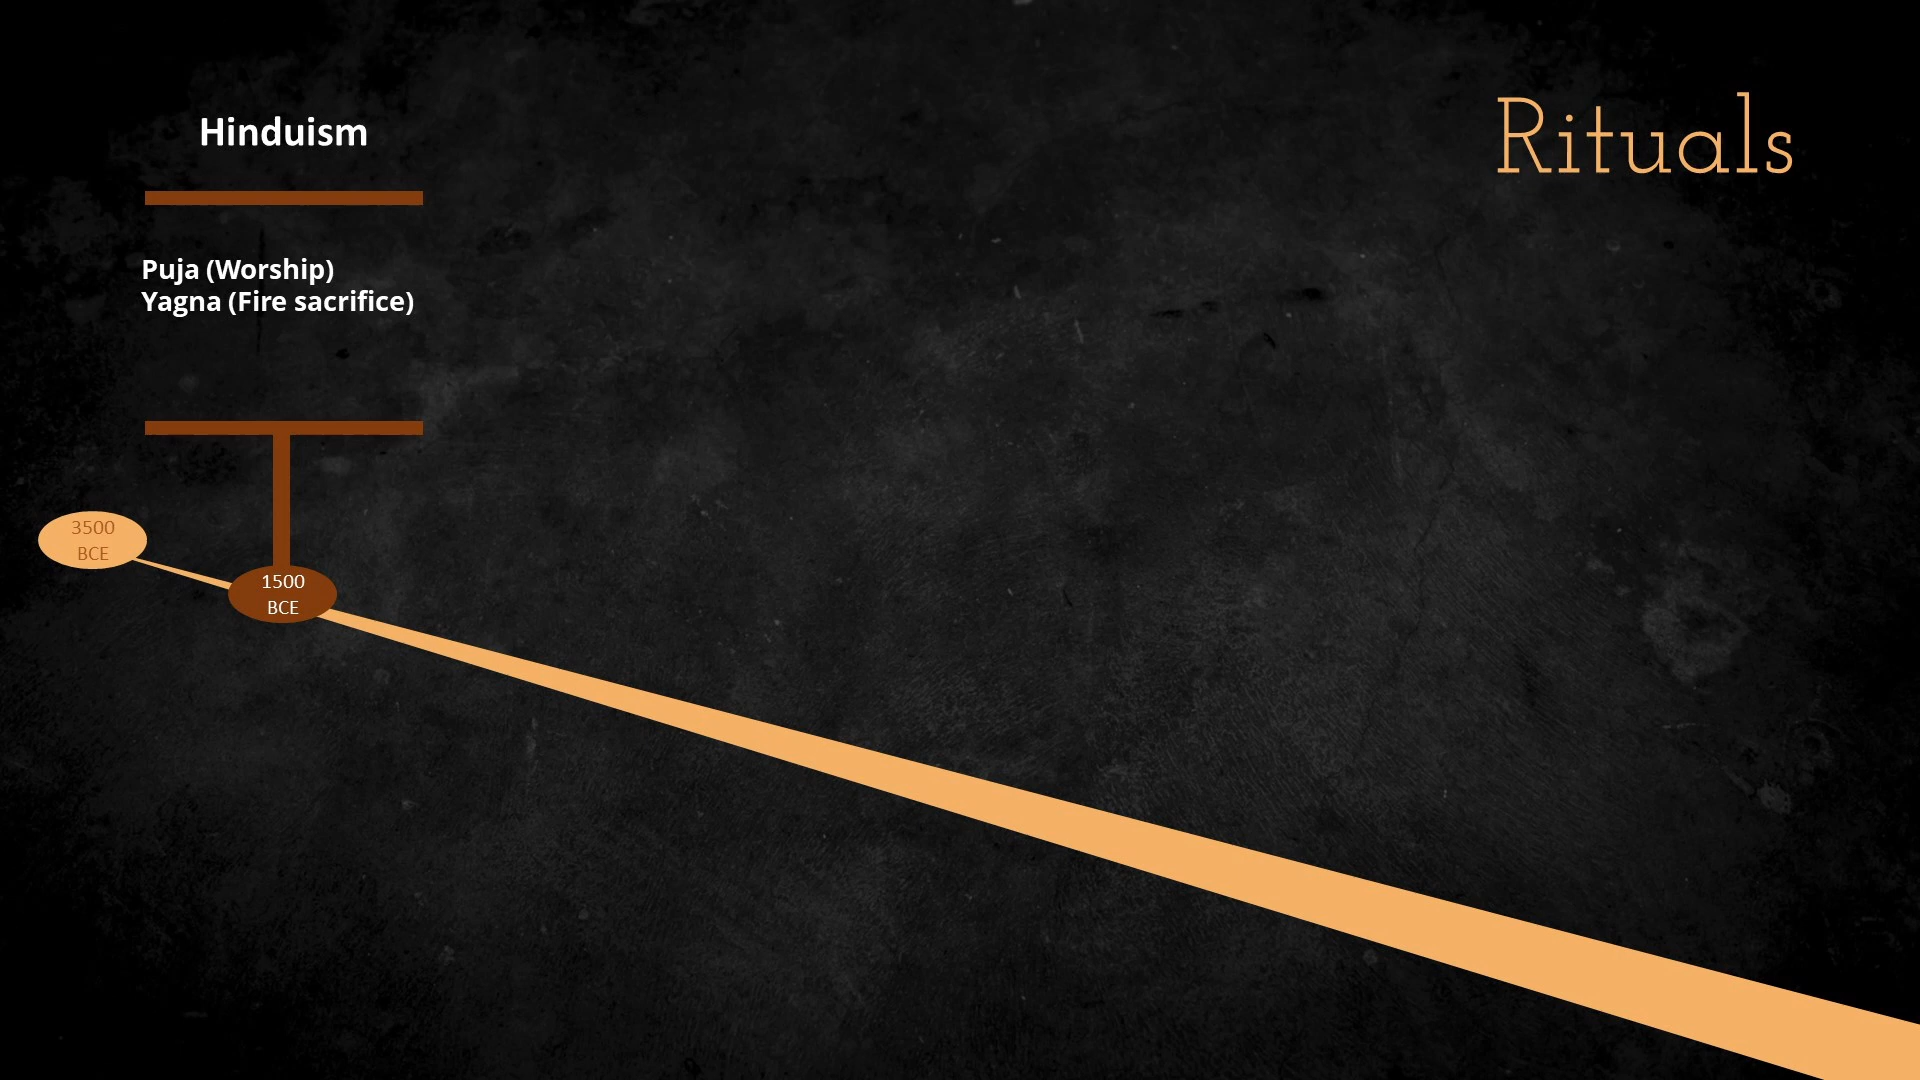 Rituals
Hinduism
Puja (Worship)
Yagna (Fire sacrifice)
3500
BCE
1500
BCE